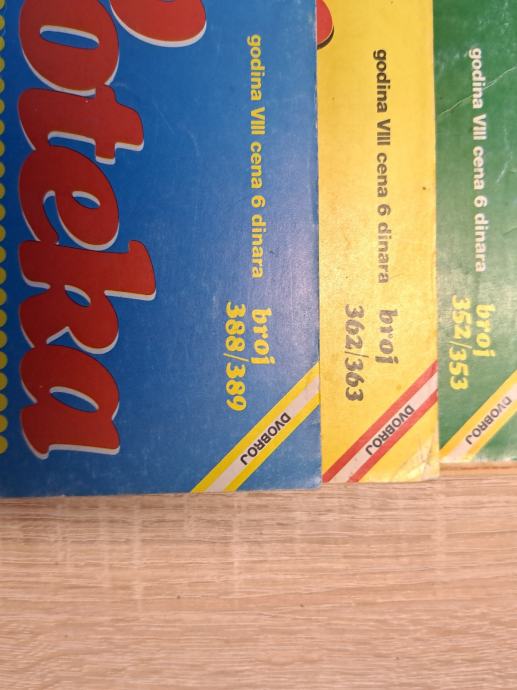 oteka
godina VIII cena 6 dinara
broj
388/389
DVOBROJ
godina VIII cena 6 dinara
broj
362/363
DVOBROJ
godina VIII cena 6 dinara
broj
352/353
DVOBROJ